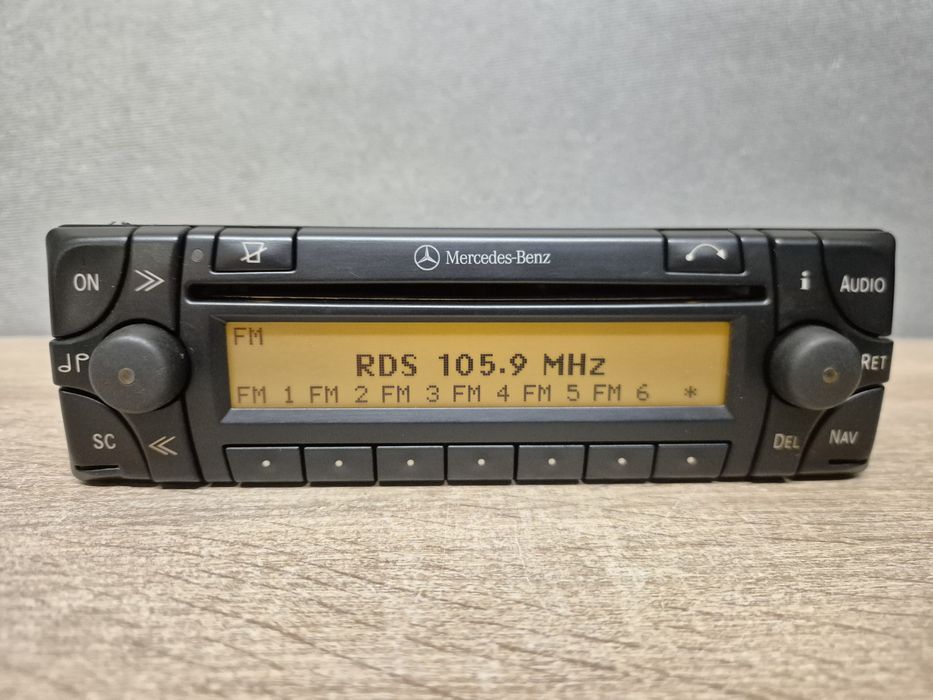 Mercedes-Benz
ON
i
AUDIO
FM
RDS 105.9 MHz
RET
FM 1 FM 2 FM 3 FM 4 FM 5 FM 6 *
SC
DEL
NAV